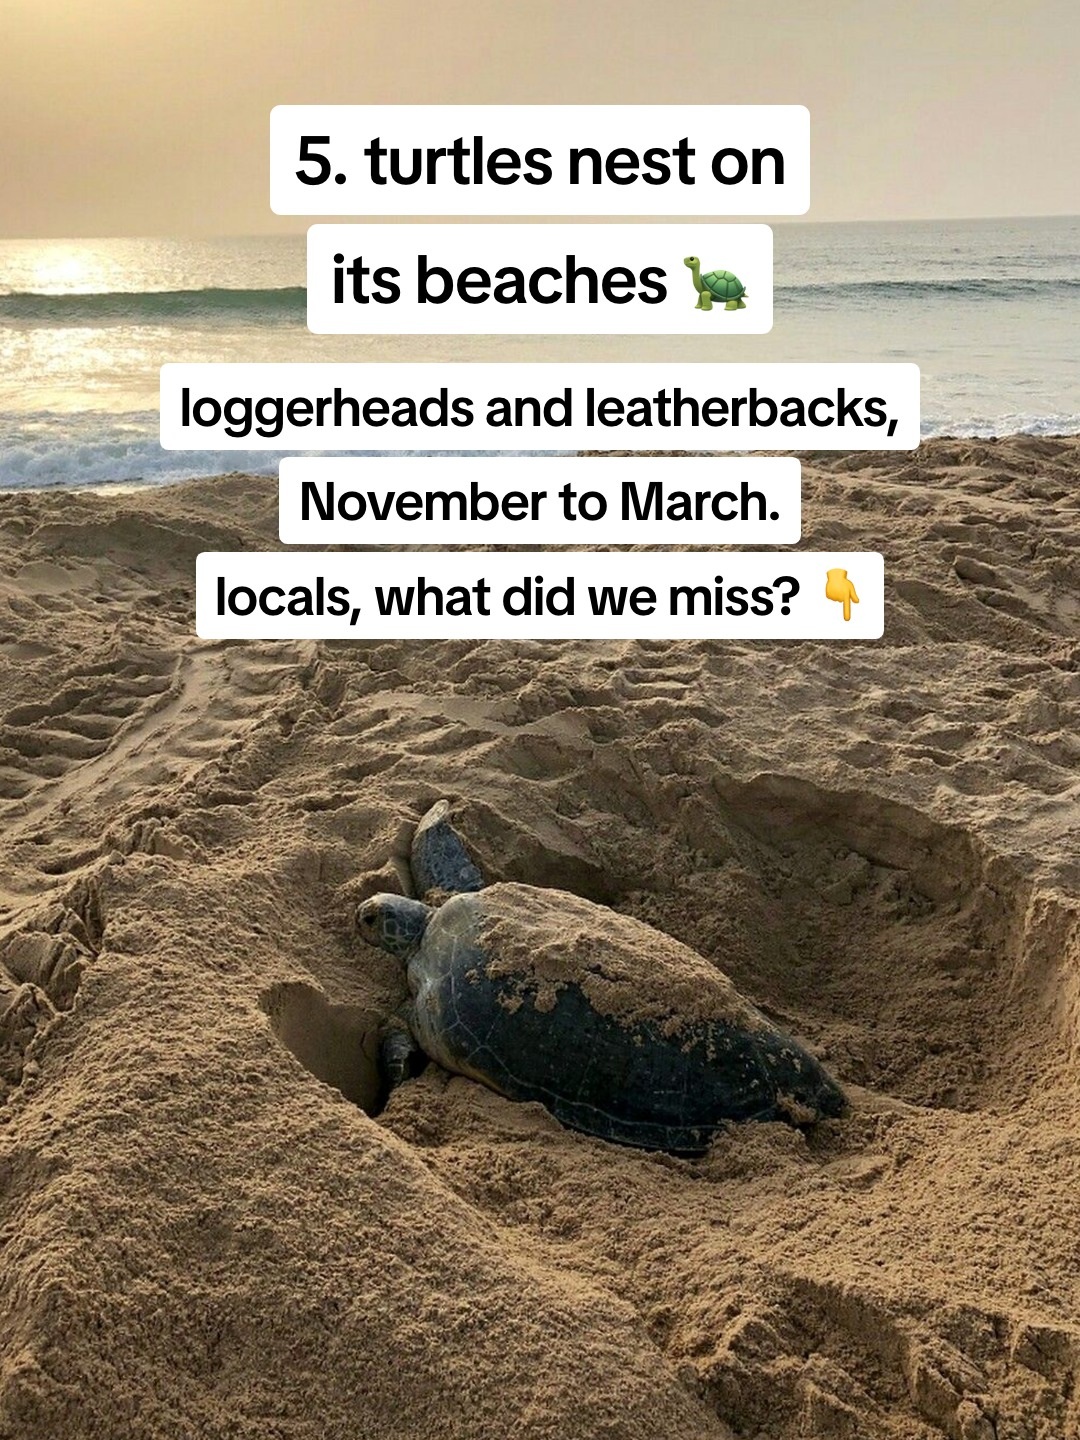 5. turtles nest on
its beaches 🐢
loggerheads and leatherbacks,
November to March.
locals, what did we miss? 👇